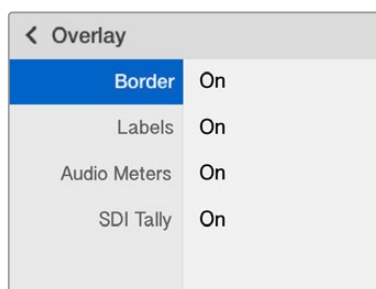 Overlay
Border On
Labels On
Audio Meters On
SDI Tally On